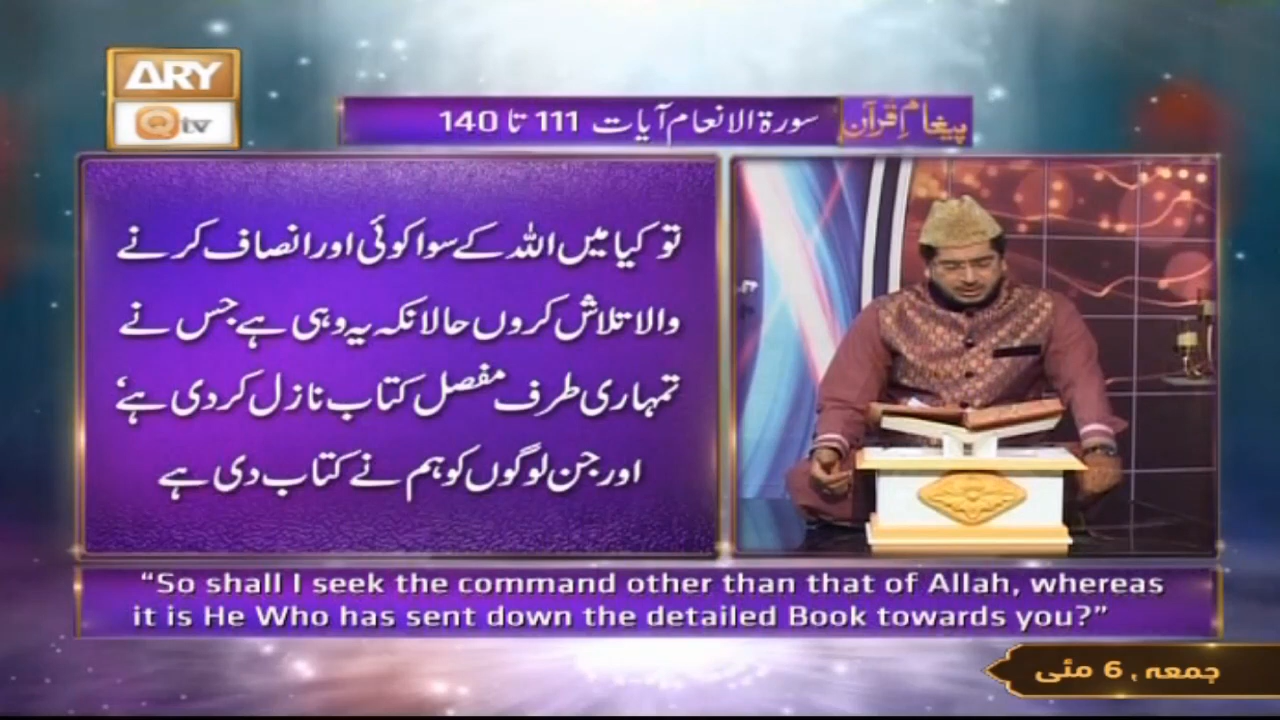 ARY
Qtv
پیغامِ قرآن
سورۃ الانعام آیات 111 تا 140
تو کیا میں اللہ کے سوا کوئی اور انصاف کرنے
والا تلاش کروں حالانکہ یہ وہی ہے جس نے
تمہاری طرف مفصل کتاب نازل کر دی ہے‘
اور جن لوگوں کو ہم نے کتاب دی ہے
“So shall I seek the command other than that of Allah, whereas
it is He Who has sent down the detailed Book towards you?”
جمعہ , 6 مئی